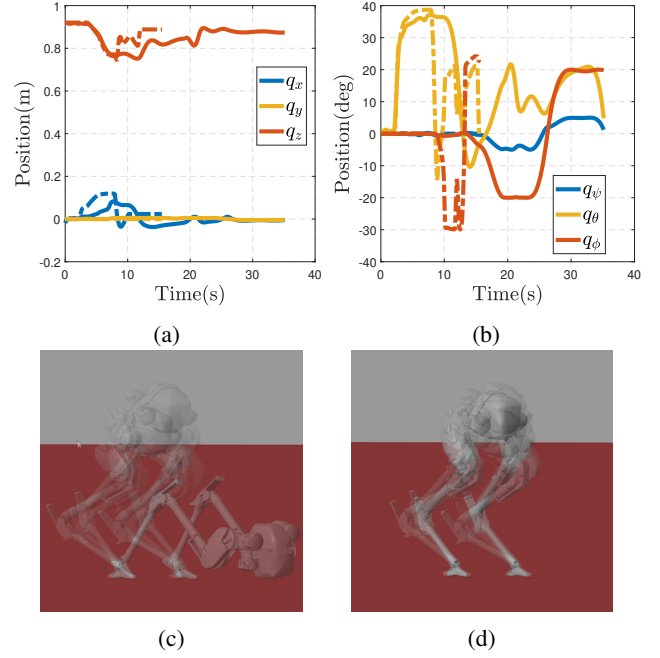 1
0.8
0.6
0.4
0.2
0
-0.2
Position(m)
q_x
q_y
q_z
0 10 20 30 40
Time(s)
(a)
40
30
20
10
0
-10
-20
-30
-40
Position(deg)
q_ψ
q_θ
q_ϕ
0 10 20 30 40
Time(s)
(b)
(c)
(d)